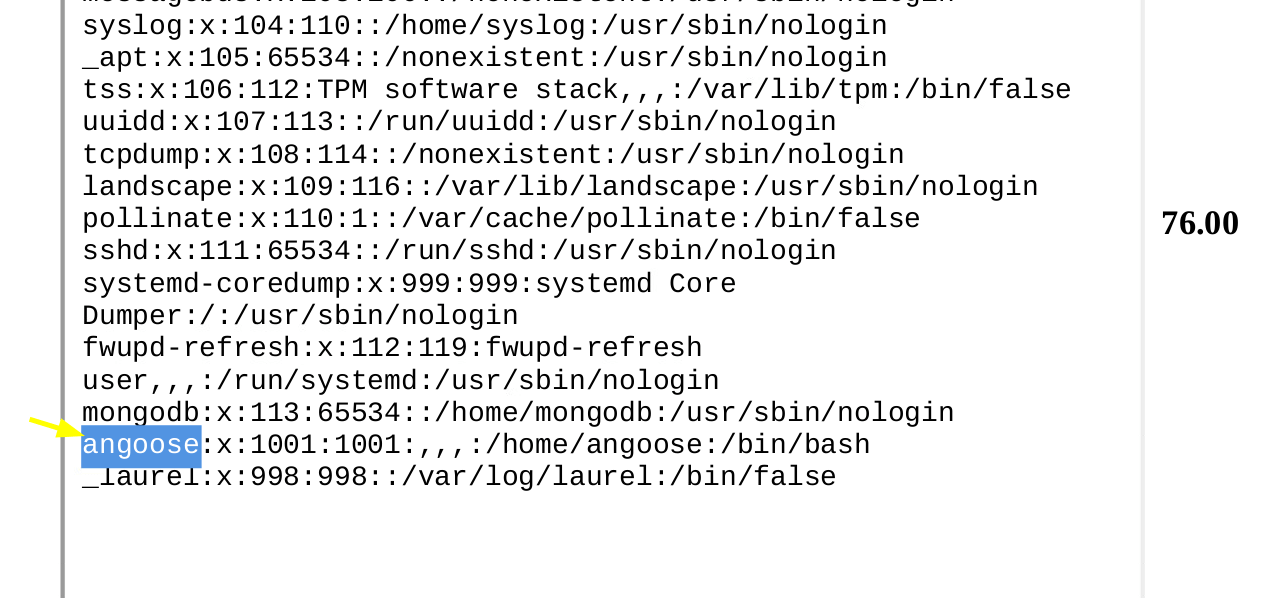 syslog:x:104:110::/home/syslog:/usr/sbin/nologin
_apt:x:105:65534::/nonexistent:/usr/sbin/nologin
tss:x:106:112:TPM software stack,,,:/var/lib/tpm:/bin/false
uuidd:x:107:113::/run/uuidd:/usr/sbin/nologin
tcpdump:x:108:114::/nonexistent:/usr/sbin/nologin
landscape:x:109:116::/var/lib/landscape:/usr/sbin/nologin
pollinate:x:110:1::/var/cache/pollinate:/bin/false
76.00
sshd:x:111:65534::/run/sshd:/usr/sbin/nologin
systemd-coredump:x:999:999:systemd Core
Dumper:/:/usr/sbin/nologin
fwupd-refresh:x:112:119:fwupd-refresh
user,,,:/run/systemd:/usr/sbin/nologin
mongodb:x:113:65534::/home/mongodb:/usr/sbin/nologin
angoose:x:1001:1001:,,,:/home/angoose:/bin/bash
_laurel:x:998:998::/var/log/laurel:/bin/false